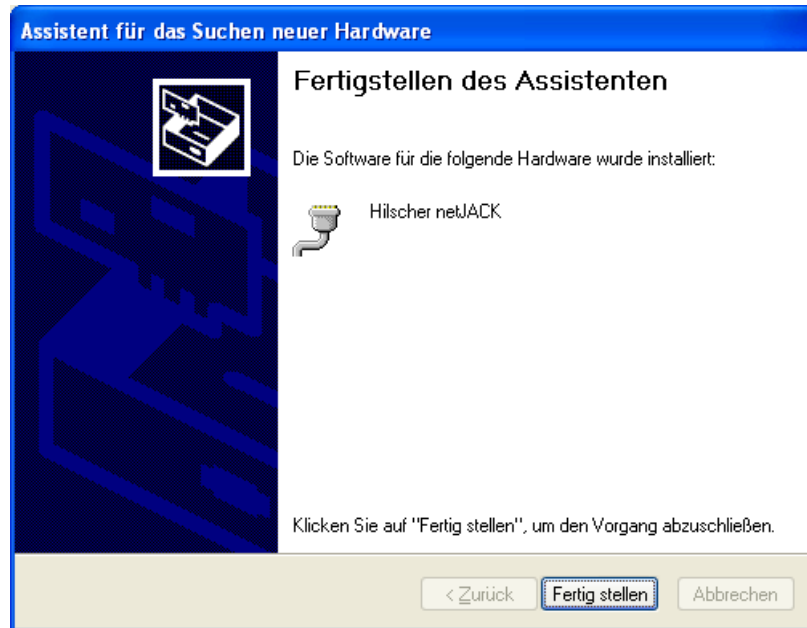 Assistent für das Suchen neuer Hardware
Fertigstellen des Assistenten
Die Software für die folgende Hardware wurde installiert:
Hilscher netJACK
Klicken Sie auf "Fertig stellen", um den Vorgang abzuschließen.
< Zurück Fertig stellen Abbrechen